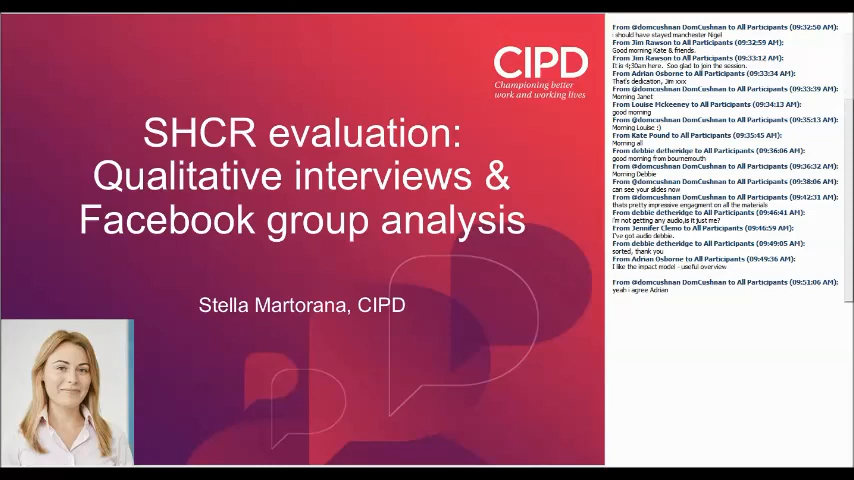 CIPD
Championing better
work and working lives
SHCR evaluation:
Qualitative interviews &
Facebook group analysis
Stella Martorana, CIPD
From @domcushnan DomCushnan to All Participants (09:32:50 AM):
i should have stayed manchester Nigel
From Jim Rawson to All Participants (09:32:59 AM):
Good morning Kate & friends.
From Jim Rawson to All Participants (09:33:12 AM):
It is 4;30am here. Soo glad to join the session.
From Adrian Osborne to All Participants (09:33:34 AM):
That's dedication, Jim xxx
From @domcushnan DomCushnan to All Participants (09:33:39 AM):
Morning Janet
From Louise Mckeeney to All Participants (09:34:13 AM):
good morning
From @domcushnan DomCushnan to All Participants (09:35:13 AM):
Morning Louise :)
From Kate Pound to All Participants (09:35:45 AM):
Morning all
From debbie detheridge to All Participants (09:36:06 AM):
good morning from bournemouth
From @domcushnan DomCushnan to All Participants (09:36:32 AM):
Morning Debbie
From @domcushnan DomCushnan to All Participants (09:38:06 AM):
can see your slides now
From @domcushnan DomCushnan to All Participants (09:42:31 AM):
thats pretty impressive engagment on all the materials
From debbie detheridge to All Participants (09:46:41 AM):
I'm not getting any audio,is it just me?
From Jennifer Clemo to All Participants (09:46:59 AM):
I've got audio debbie.
From debbie detheridge to All Participants (09:49:05 AM):
sorted, thank you
From Adrian Osborne to All Participants (09:49:36 AM):
I like the impact model - useful overview
From @domcushnan DomCushnan to All Participants (09:51:06 AM):
yeah i agree Adrian